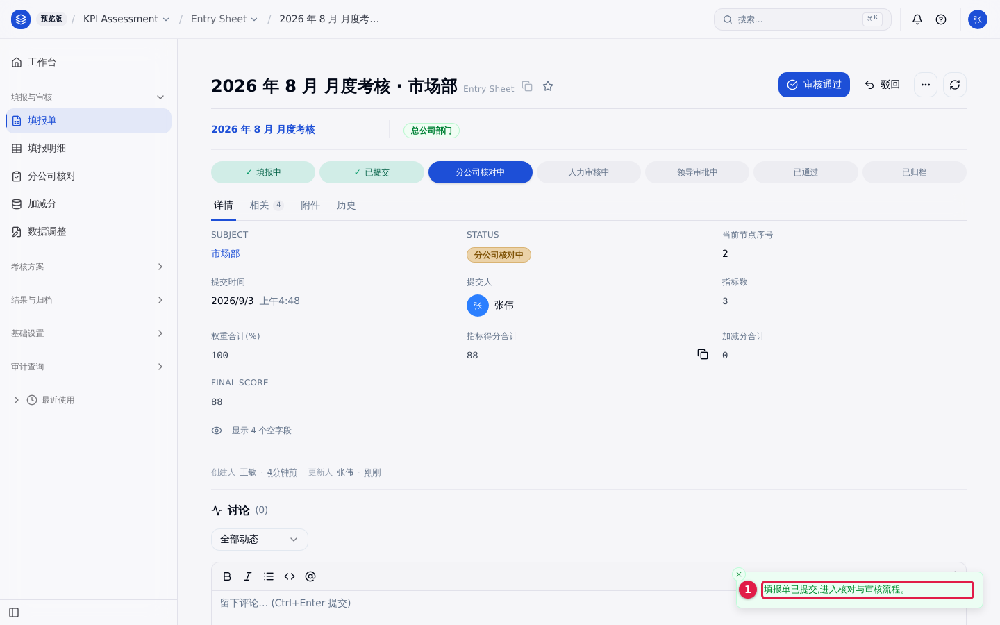 预览版 / KPI Assessment / Entry Sheet / 2026 年 8 月 月度考…
搜索...
⌘K
张
工作台
填报与审核
填报单
填报明细
分公司核对
加减分
数据调整
考核方案
结果与归档
基础设置
审计查询
最近使用
2026 年 8 月 月度考核 · 市场部 Entry Sheet
审核通过
驳回
2026 年 8 月 月度考核
总公司部门
✓ 填报中
✓ 已提交
分公司核对中
人力审核中
领导审批中
已通过
已归档
详情
相关 4
附件
历史
SUBJECT
市场部
STATUS
分公司核对中
当前节点序号
2
提交时间
2026/9/3 上午4:48
提交人
张 张伟
指标数
3
权重合计(%)
100
指标得分合计
88
加减分合计
0
FINAL SCORE
88
显示 4 个空字段
创建人 王敏 · 4分钟前 更新人 张伟 · 刚刚
讨论 (0)
全部动态
留下评论... (Ctrl+Enter 提交)
1 填报单已提交,进入核对与审核流程。